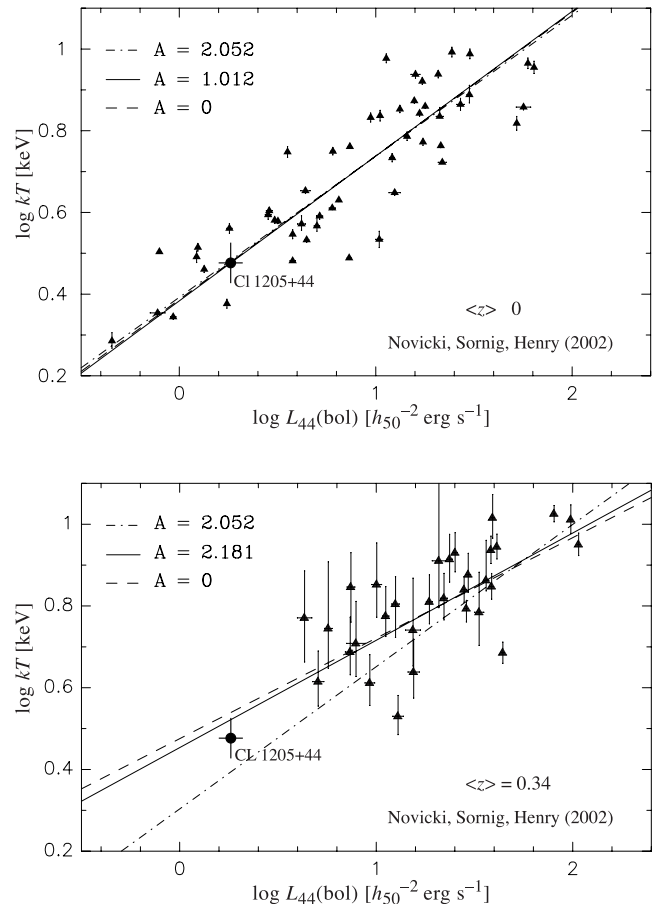 A = 2.052
A = 1.012
A = 0
1
0.8
0.6
0.4
0.2
log kT [keV]
Cl 1205+44
<z> 0
Novicki, Sornig, Henry (2002)
0
1
2
log L₄₄(bol) [h₅₀⁻² erg s⁻¹]
A = 2.052
A = 2.181
A = 0
1
0.8
0.6
0.4
0.2
log kT [keV]
CL 1205+44
<z> = 0.34
Novicki, Sornig, Henry (2002)
0
1
2
log L₄₄(bol) [h₅₀⁻² erg s⁻¹]